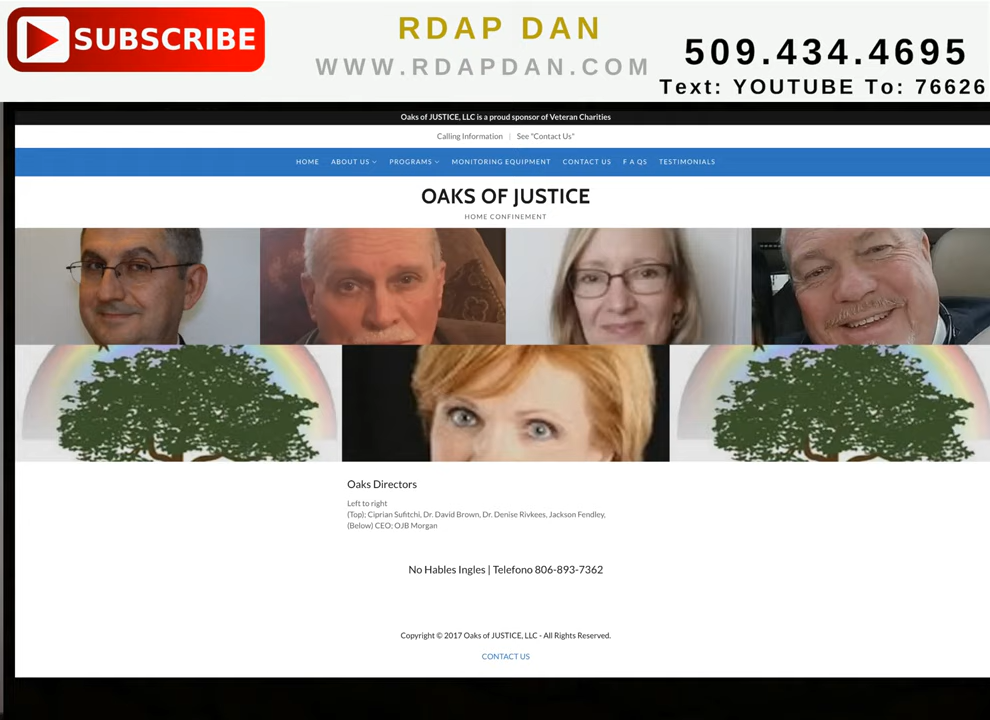 SUBSCRIBE
RDAP DAN
WWW.RDAPDAN.COM
509.434.4695
Text: YOUTUBE To: 76626
Oaks of JUSTICE, LLC is a proud sponsor of Veteran Charities
Calling Information | See "Contact Us"
HOME ABOUT US PROGRAMS MONITORING EQUIPMENT CONTACT US F A QS TESTIMONIALS
OAKS OF JUSTICE
HOME CONFINEMENT
Oaks Directors
Left to right
(Top); Ciprian Sufitchi, Dr. David Brown, Dr. Denise Rivkees, Jackson Fendley,
(Below) CEO; OJB Morgan
No Hables Ingles | Telefono 806-893-7362
Copyright © 2017 Oaks of JUSTICE, LLC - All Rights Reserved.
CONTACT US